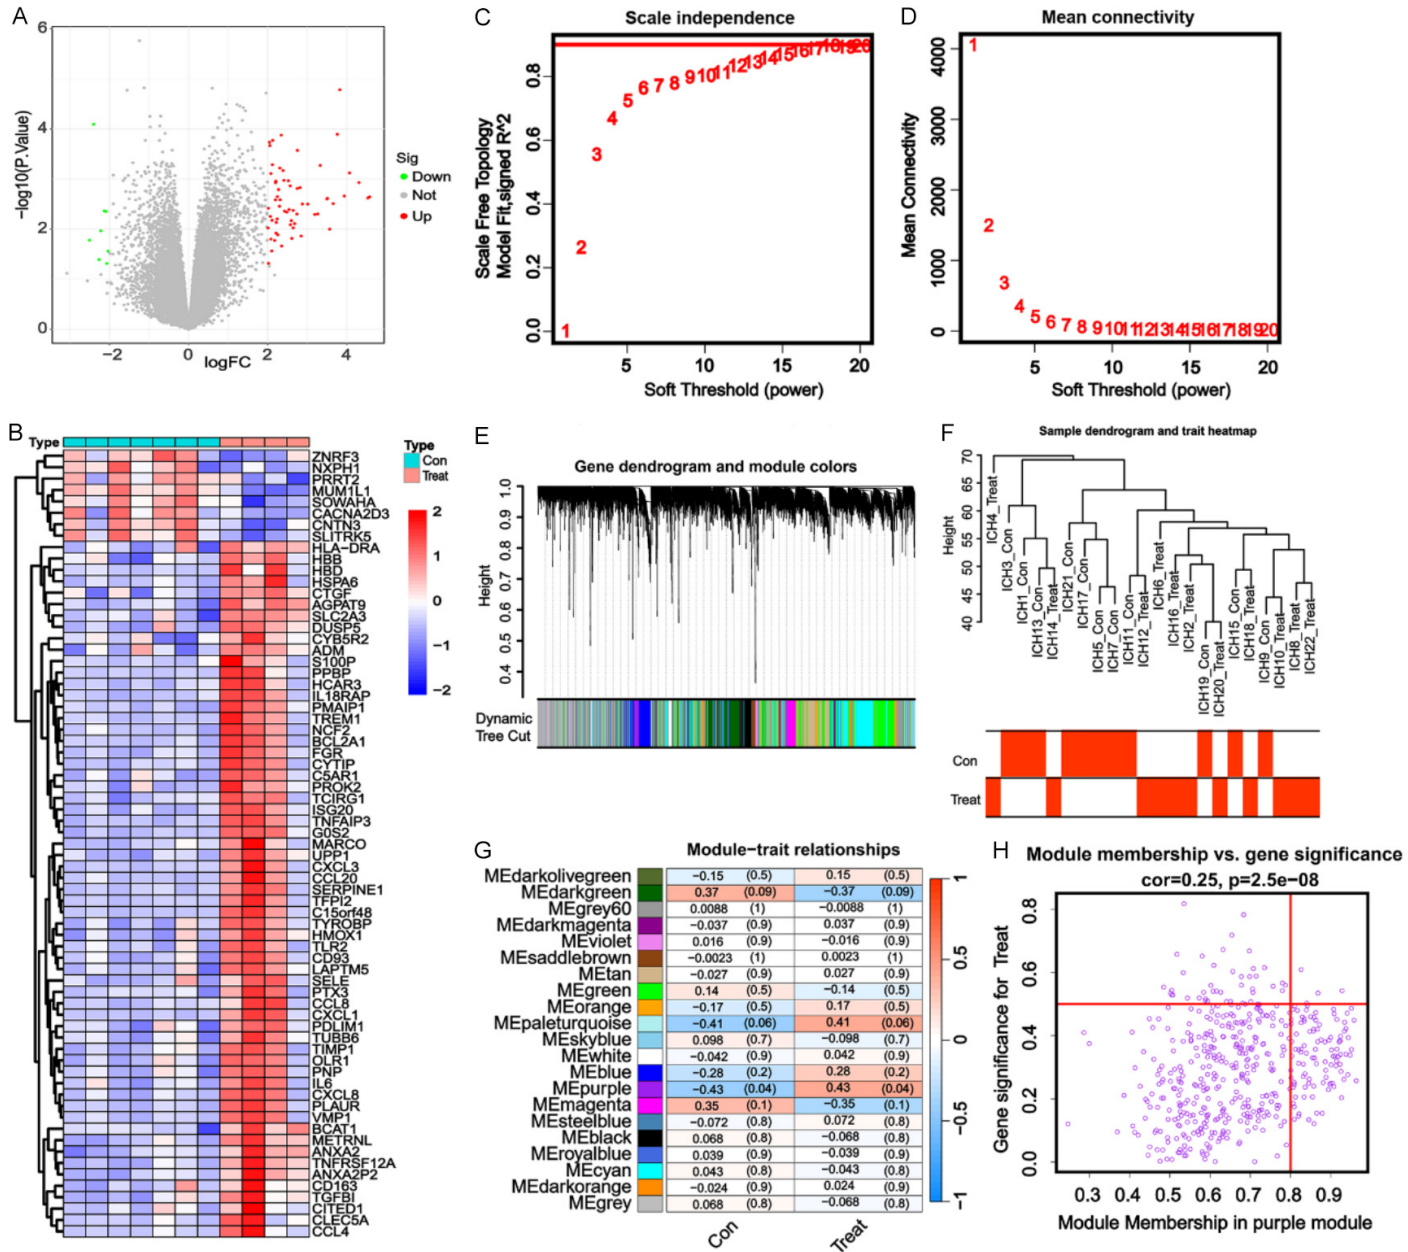 A
6
4
2
0
−log10(P.Value)
−2
0
2
4
logFC
Sig
Down
Not
Up
C
Scale independence
Scale Free Topology
Model Fit,signed R^2
0.8
0.6
0.4
0.2
0.0
1
2
3
4
5
6
7
8
9
10
11
12
13
14
15
16
17
18
19
20
5
10
15
20
Soft Threshold (power)
D
Mean connectivity
Mean Connectivity
4000
3000
2000
1000
0
1
2
3
4
5
6
7
8
9
10
11
12
13
14
15
16
17
18
19
20
5
10
15
20
Soft Threshold (power)
B
Type
ZNRF3
NXPH1
PRRT2
MUM1L1
SOWAHA
CACNA2D3
CNTN3
SLITRK5
HLA−DRA
HBB
HBD
HSPA6
CTGF
AGPAT9
SLC2A3
DUSP5
CYB5R2
ADM
S100P
PPBP
HCAR3
IL18RAP
PMAIP1
TREM1
NCF2
BCL2A1
FGR
CYTIP
C5AR1
PROK2
TCIRG1
ISG20
TNFAIP3
G0S2
MARCO
UPP1
CXCL3
CCL20
SERPINE1
TFPI2
C15orf48
TYROBP
HMOX1
TLR2
CD93
LAPTM5
SELE
PTX3
CCL8
CXCL1
PDLIM1
TUBB6
TIMP1
OLR1
PNP
IL6
CXCL8
PLAUR
VMP1
BCAT1
METRNL
ANXA2
TNFRSF12A
ANXA2P2
CD163
TGFBI
CITED1
CLEC5A
CCL4
Type
Con
Treat
2
1
0
−1
−2
E
Gene dendrogram and module colors
Height
1.0
0.9
0.8
0.7
0.6
0.5
0.4
Dynamic
Tree Cut
F
Sample dendrogram and trait heatmap
Height
70
65
60
55
50
45
40
ICH4_Treat
ICH3_Con
ICH1_Con
ICH13_Con
ICH14_Treat
ICH21_Con
ICH17_Con
ICH5_Con
ICH7_Con
ICH11_Con
ICH12_Treat
ICH6_Treat
ICH16_Treat
ICH2_Treat
ICH19_Con
ICH20_Treat
ICH15_Con
ICH18_Treat
ICH9_Con
ICH10_Treat
ICH8_Treat
ICH22_Treat
Con
Treat
G
Module−trait relationships
MEdarkolivegreen −0.15 (0.5) 0.15 (0.5)
MEdarkgreen 0.37 (0.09) −0.37 (0.09)
MEgrey60 0.0088 (1) −0.0088 (1)
MEdarkmagenta −0.037 (0.9) 0.037 (0.9)
MEviolet 0.016 (0.9) −0.016 (0.9)
MEsaddlebrown −0.0023 (1) 0.0023 (1)
MEtan −0.027 (0.9) 0.027 (0.9)
MEgreen 0.14 (0.5) −0.14 (0.5)
MEorange −0.17 (0.5) 0.17 (0.5)
MEpaleturquoise −0.41 (0.06) 0.41 (0.06)
MEskyblue 0.098 (0.7) −0.098 (0.7)
MEwhite −0.042 (0.9) 0.042 (0.9)
MEblue −0.28 (0.2) 0.28 (0.2)
MEpurple −0.43 (0.04) 0.43 (0.04)
MEmagenta 0.35 (0.1) −0.35 (0.1)
MEsteelblue −0.072 (0.8) 0.072 (0.8)
MEblack 0.068 (0.8) −0.068 (0.8)
MEroyalblue 0.039 (0.9) −0.039 (0.9)
MEcyan 0.043 (0.8) −0.043 (0.8)
MEdarkorange −0.024 (0.9) 0.024 (0.9)
MEgrey 0.068 (0.8) −0.068 (0.8)
Con
Treat
1
0.5
0
−0.5
−1
H
Module membership vs. gene significance
cor=0.25, p=2.5e−08
Gene significance for Treat
0.8
0.6
0.4
0.2
0.0
0.3
0.4
0.5
0.6
0.7
0.8
0.9
Module Membership in purple module